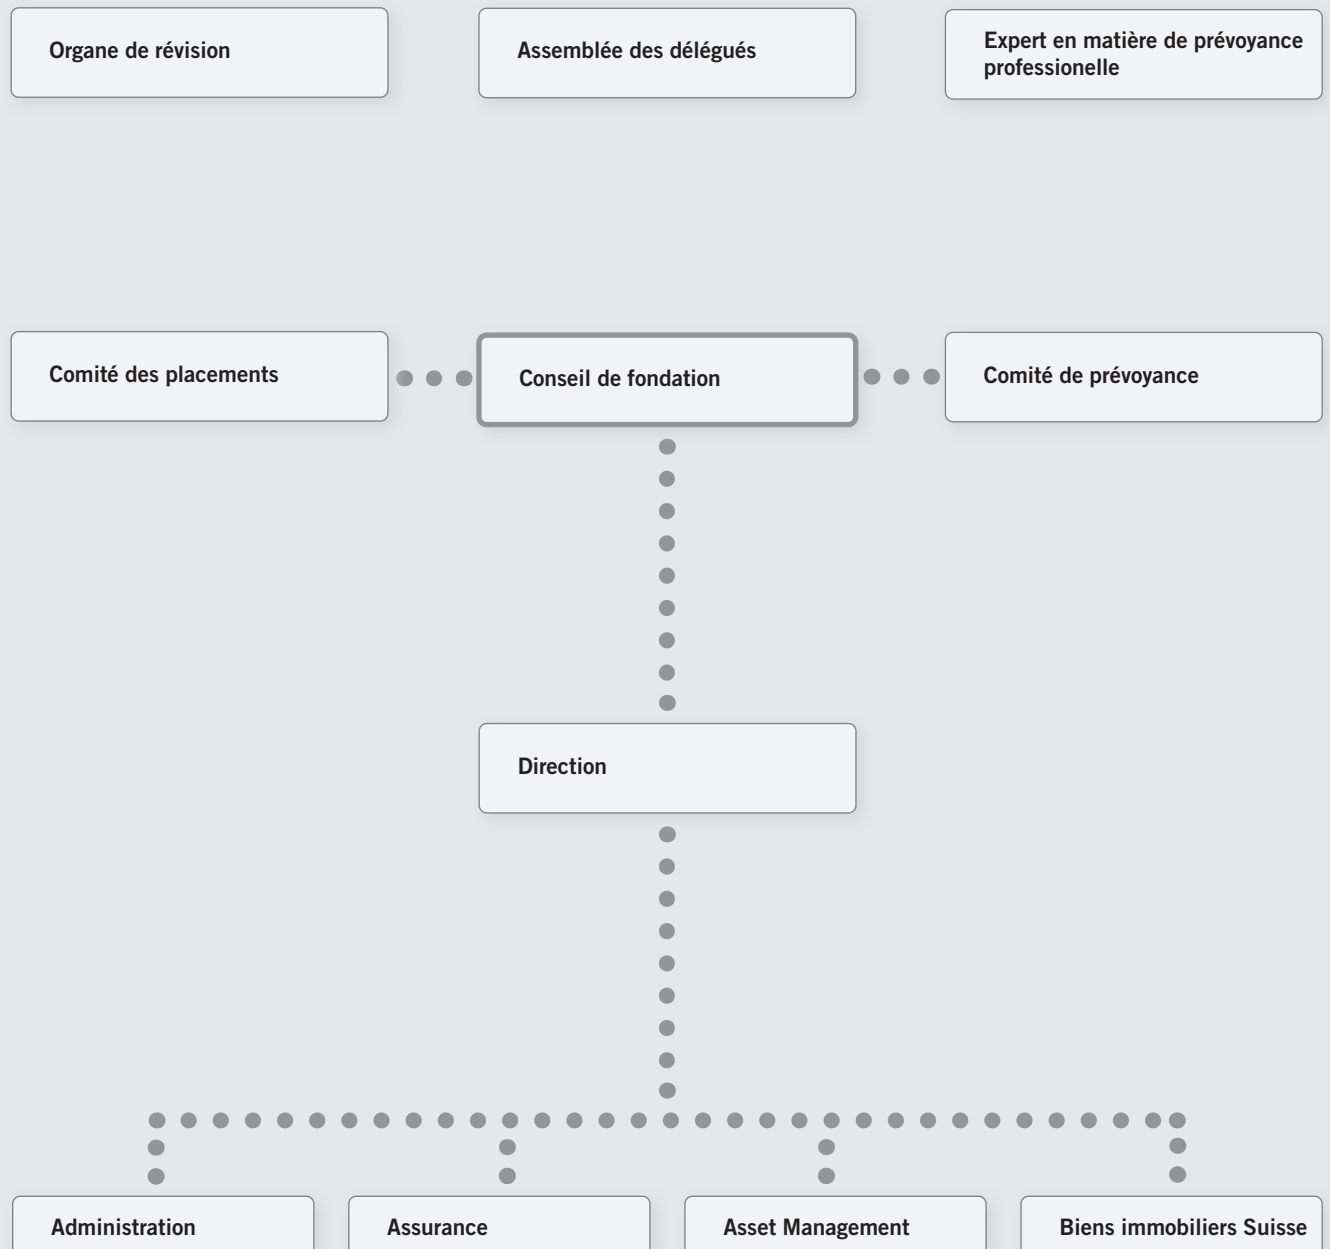 Organe de révision
Assemblée des délégués
Expert en matière de prévoyance
professionelle
Comité des placements
Conseil de fondation
Comité de prévoyance
Direction
Administration
Assurance
Asset Management
Biens immobiliers Suisse